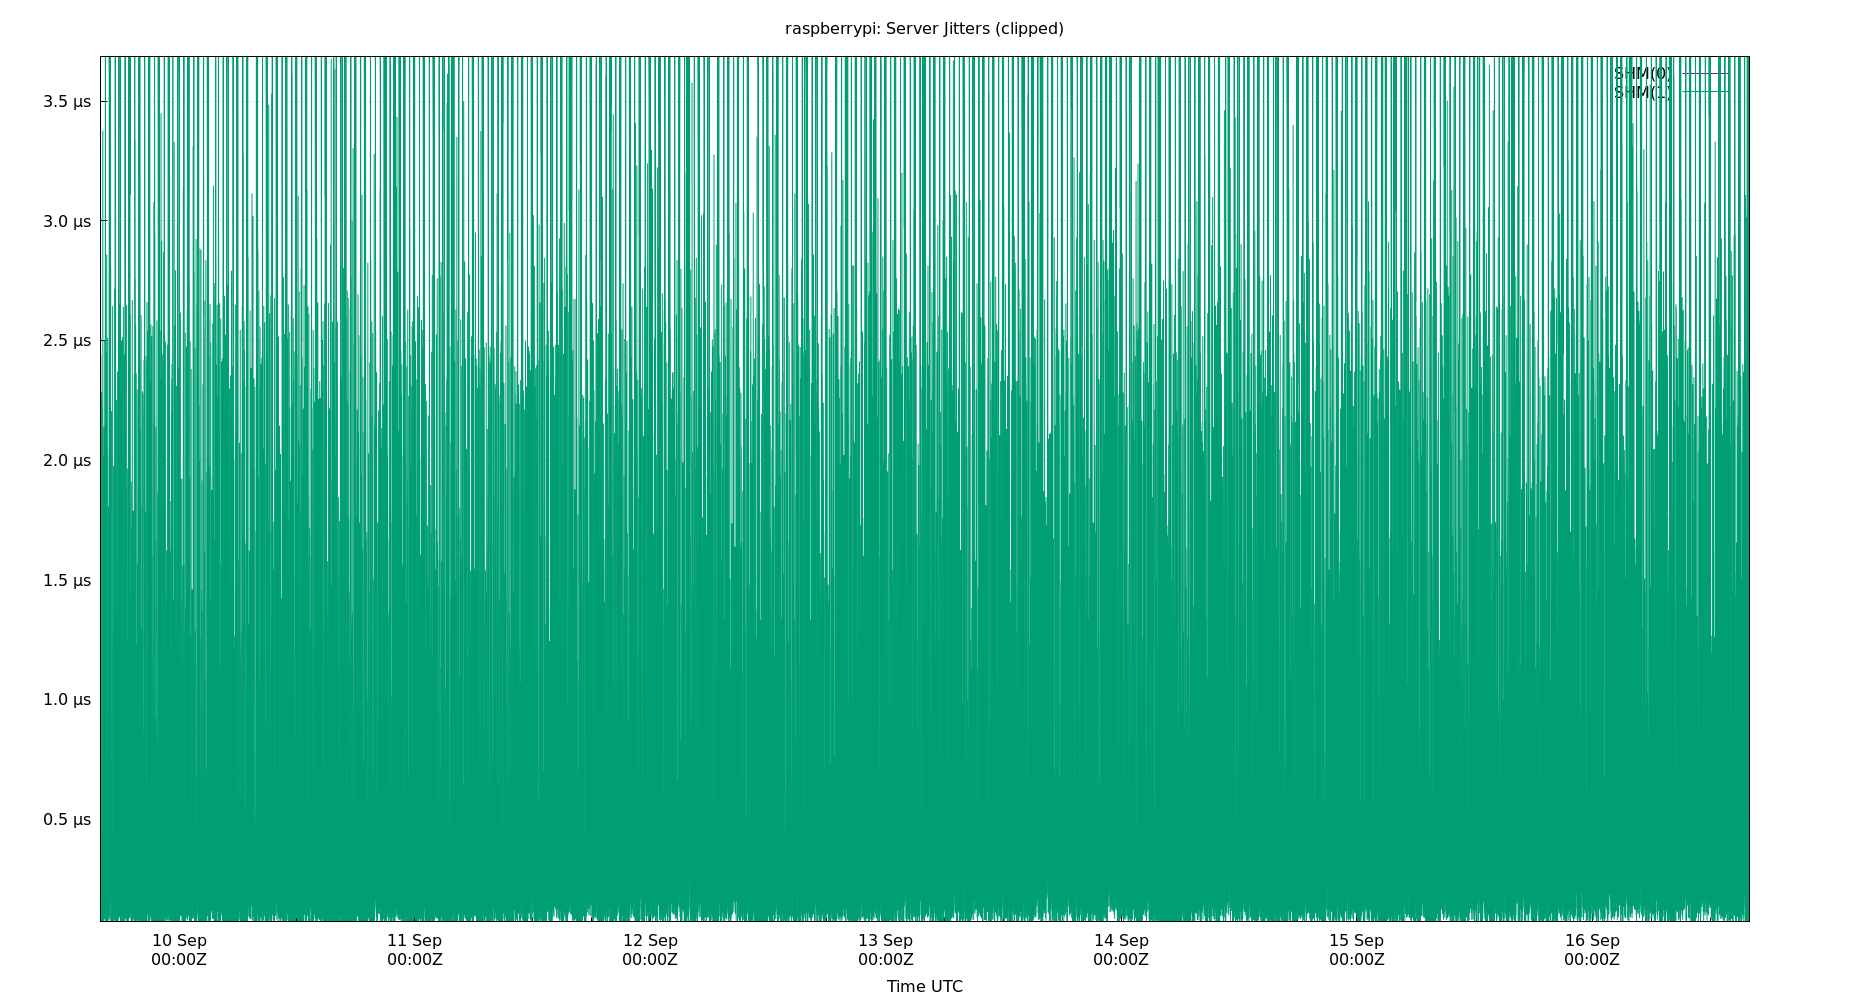 raspberrypi: Server Jitters (clipped)
SHM(0)
SHM(1)
3.5 µs
3.0 µs
2.5 µs
2.0 µs
1.5 µs
1.0 µs
0.5 µs
10 Sep 11 Sep 12 Sep 13 Sep 14 Sep 15 Sep 16 Sep
00:00Z 00:00Z 00:00Z 00:00Z 00:00Z 00:00Z 00:00Z
Time UTC